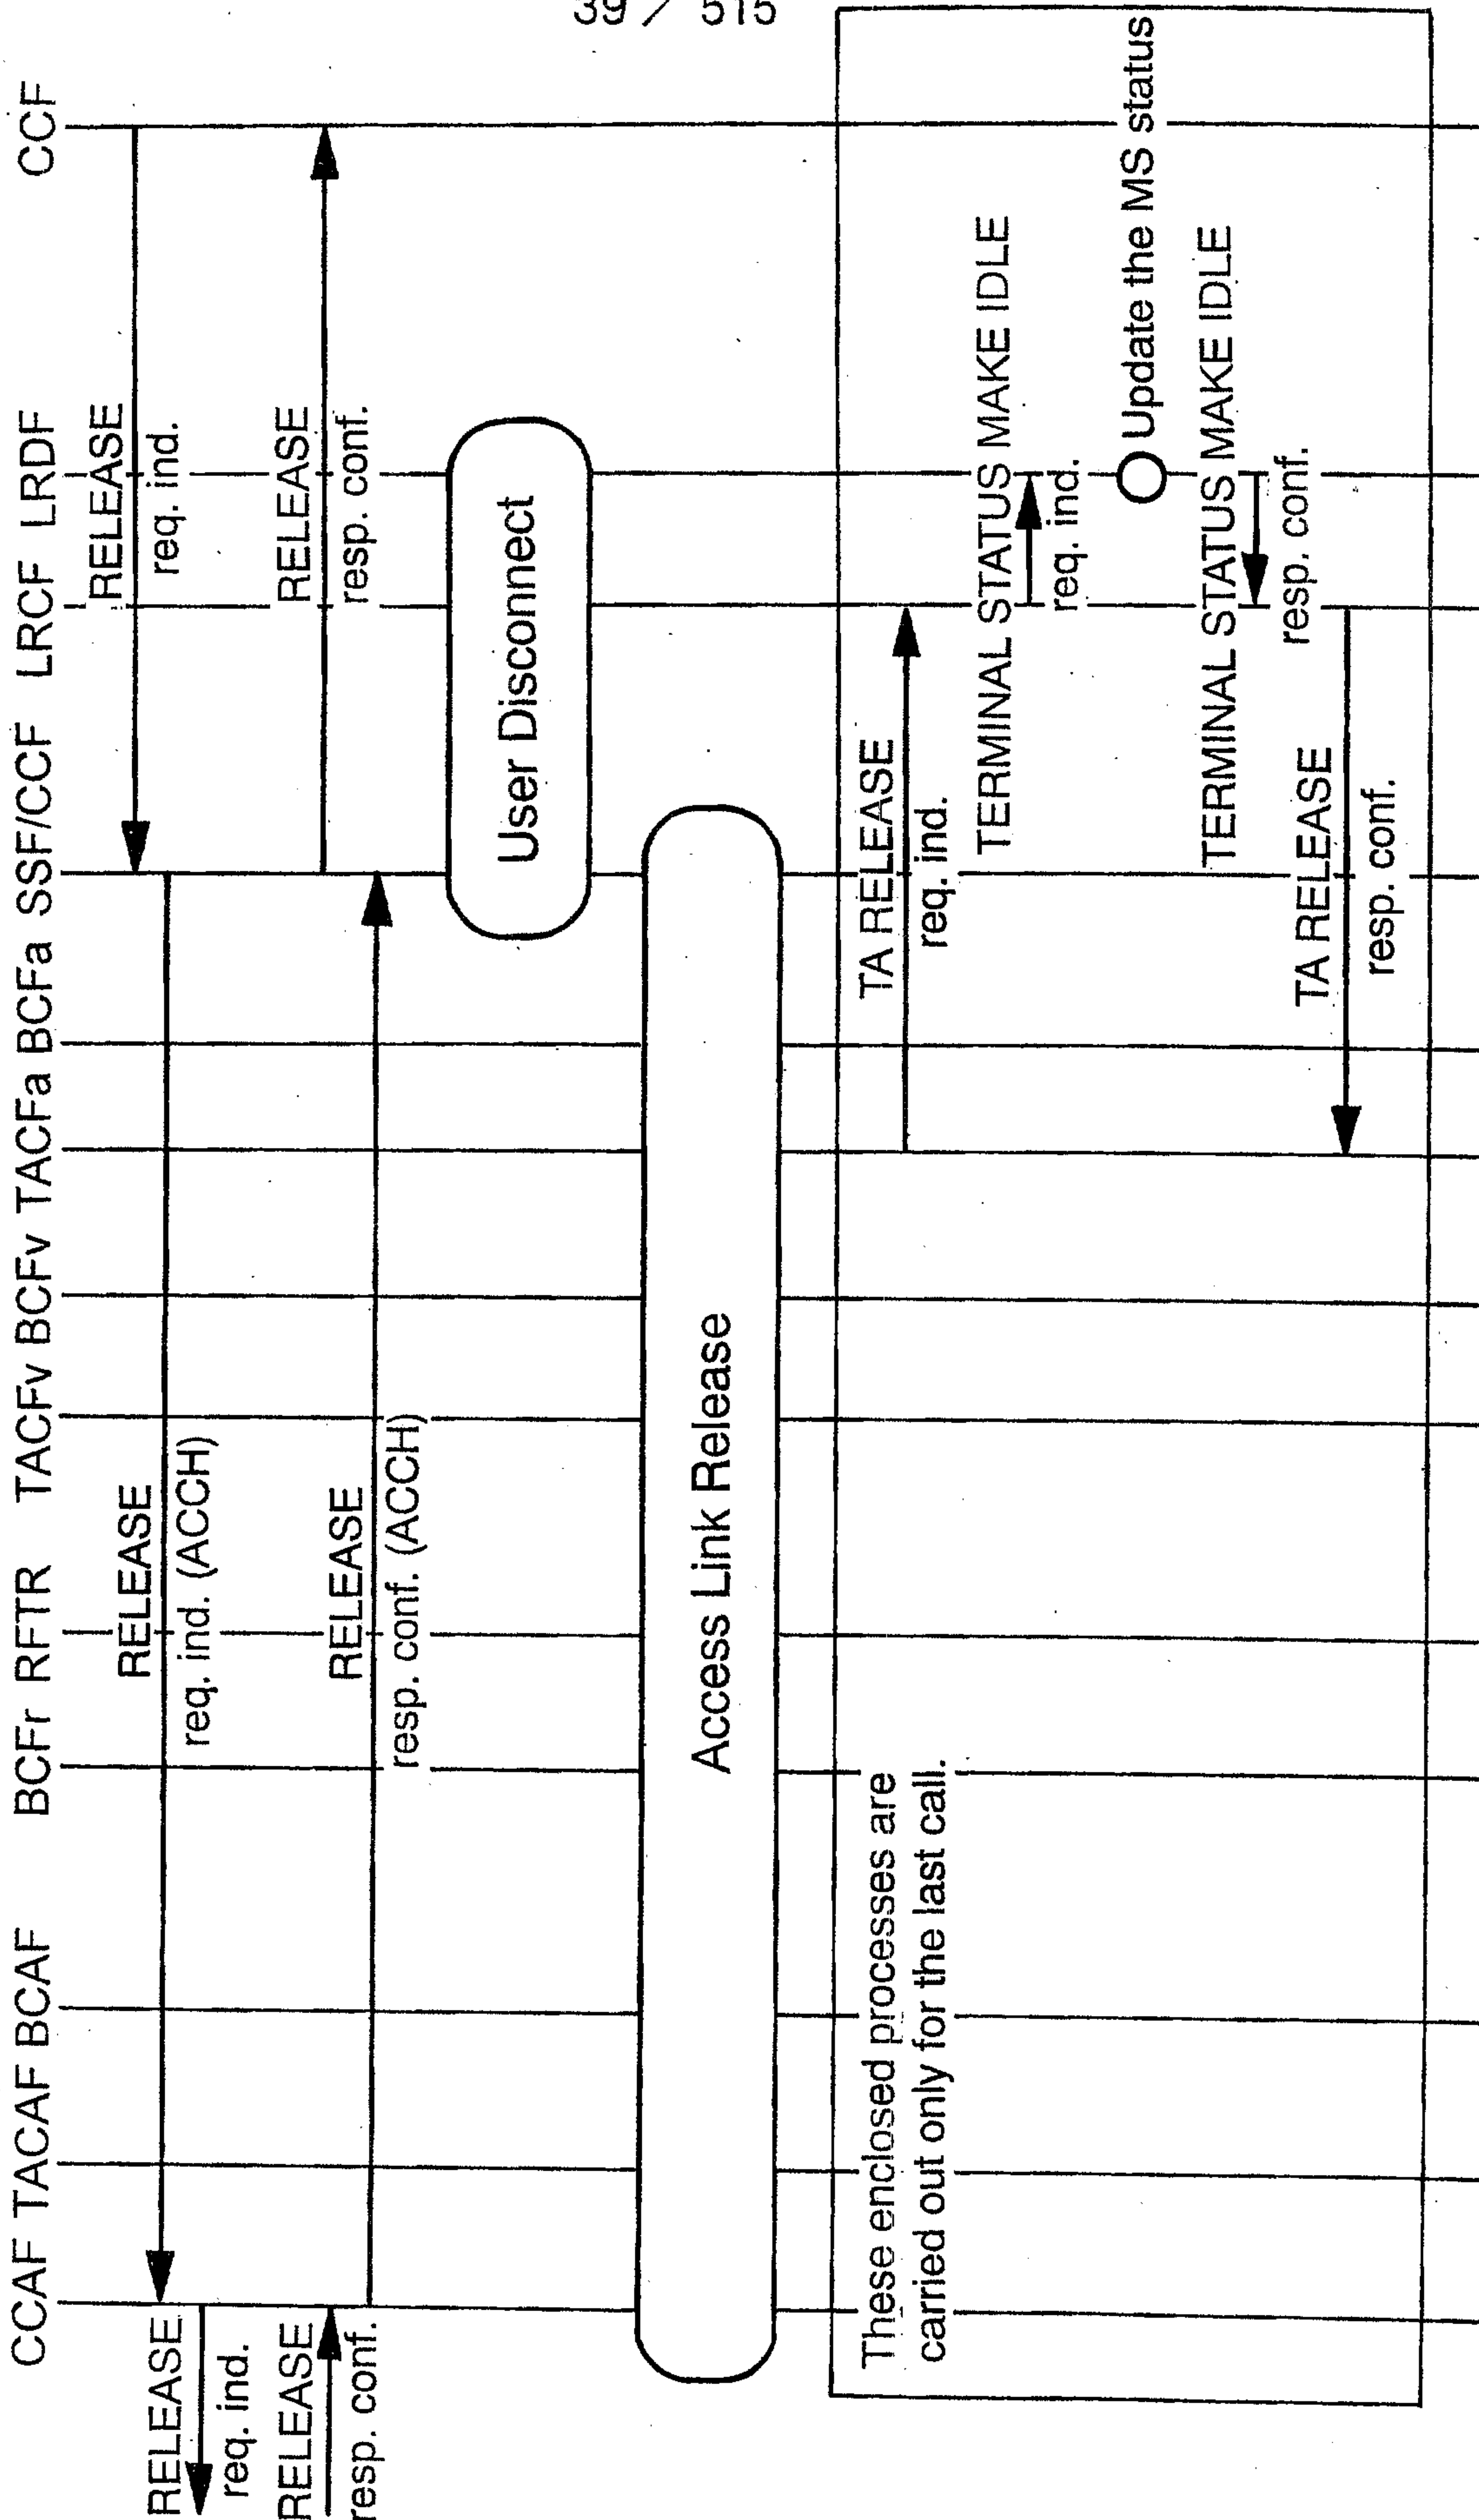 39 / 515
CCAF TACAF BCAF BCFr RFTR TACFv BCFv TACFa BCFa SSF/CCF LRCF LRDF CCF
RELEASE
req. ind.
RELEASE
req. ind. (ACCH)
RELEASE
req. ind.
RELEASE
resp. conf.
RELEASE
resp. conf.
RELEASE
resp. conf. (ACCH)
User Disconnect
Access Link Release
These enclosed processes are
carried out only for the last call.
TA RELEASE
req. ind.
TERMINAL STATUS MAKE IDLE
req. ind.
Update the MS status
TERMINAL STATUS MAKE IDLE
resp. conf.
TA RELEASE
resp. conf.